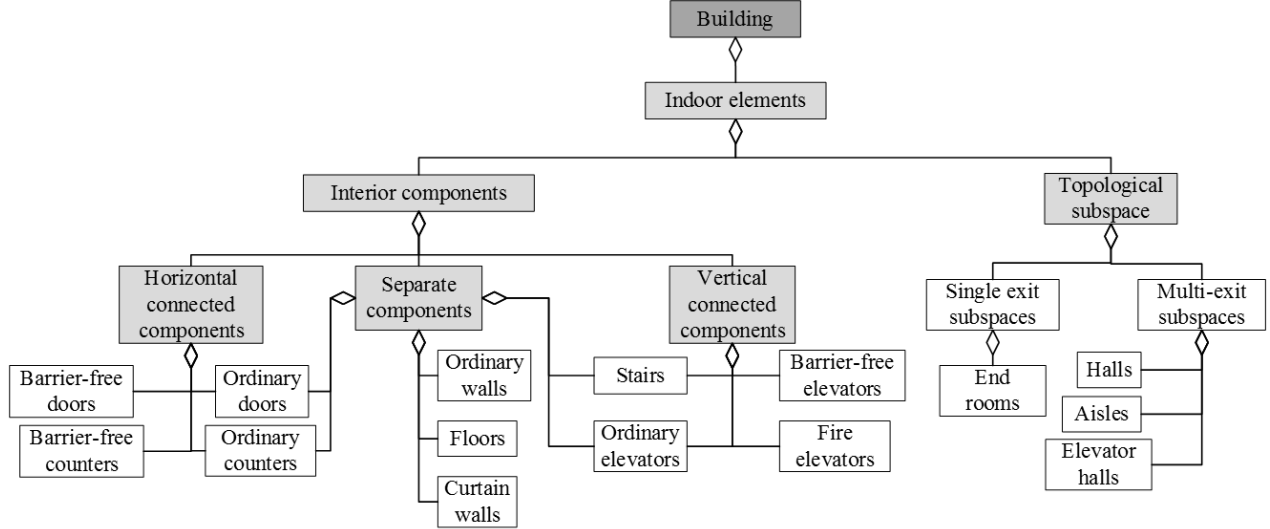 Building
Indoor elements
Interior components
Topological
subspace
Horizontal
connected
components
Separate
components
Vertical
connected
components
Single exit
subspaces
Multi-exit
subspaces
Barrier-free
doors
Ordinary
doors
Ordinary
walls
Stairs
Barrier-free
elevators
End
rooms
Halls
Aisles
Barrier-free
counters
Ordinary
counters
Floors
Ordinary
elevators
Fire
elevators
Elevator
halls
Curtain
walls